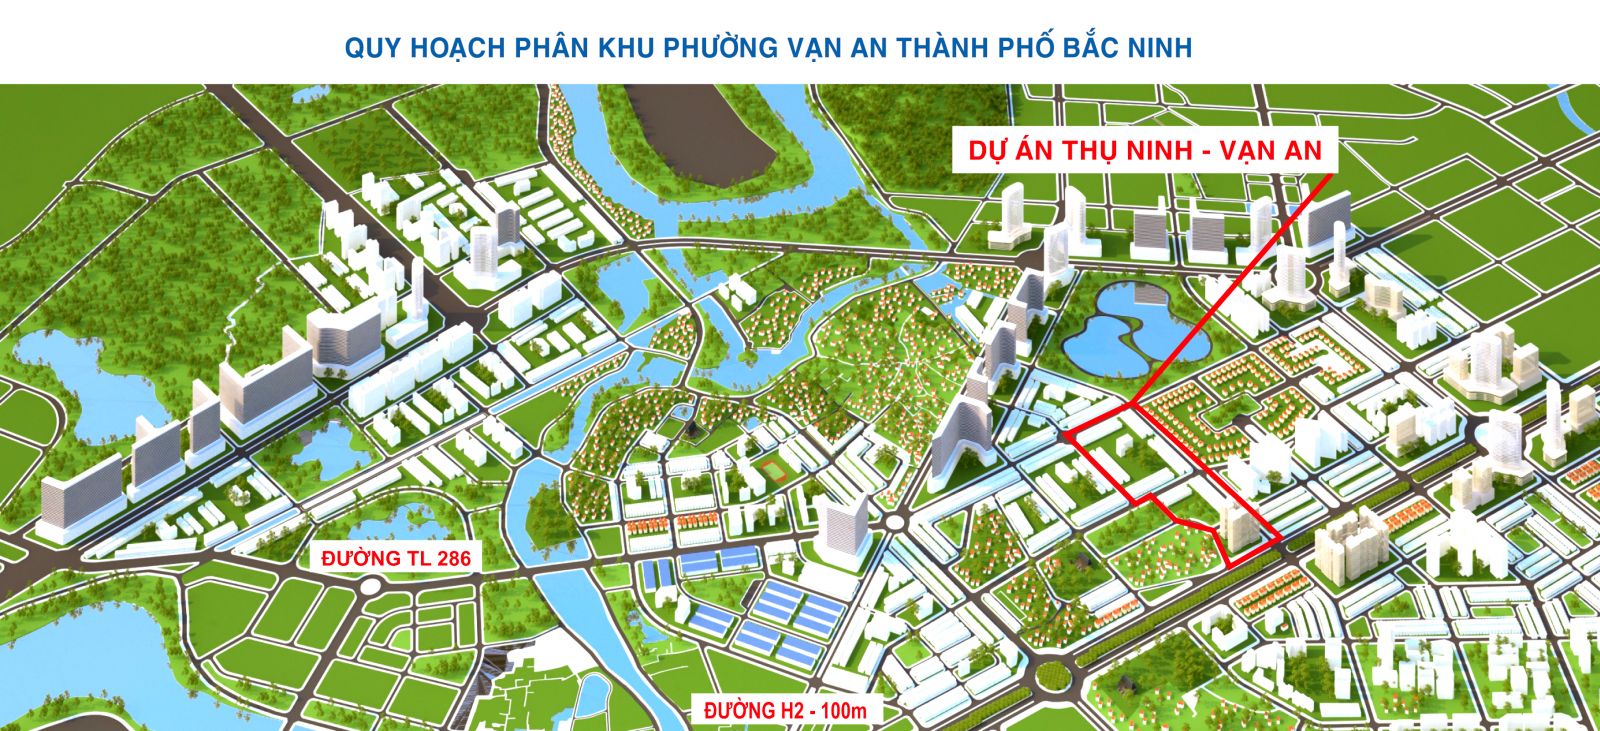 QUY HOẠCH PHÂN KHU PHƯỜNG VẠN AN THÀNH PHỐ BẮC NINH
DỰ ÁN THỤ NINH - VẠN AN
ĐƯỜNG TL 286
ĐƯỜNG H2 - 100m